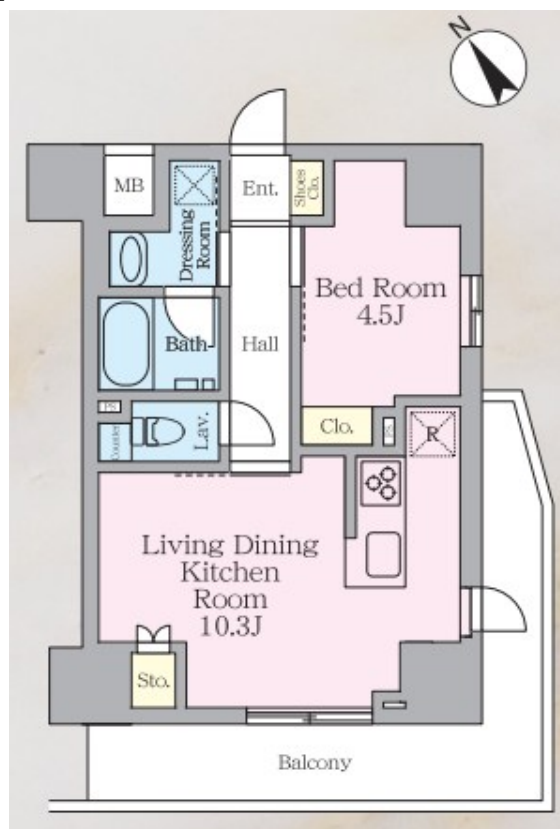 N
MB
Ent.
Shoes
Clo.
Dressing
Room
Bed Room
4.5J
Bath
Hall
PS
Counter
Lav.
Clo.
PS
R
Living Dining
Kitchen
Room
10.3J
Sto.
Balcony